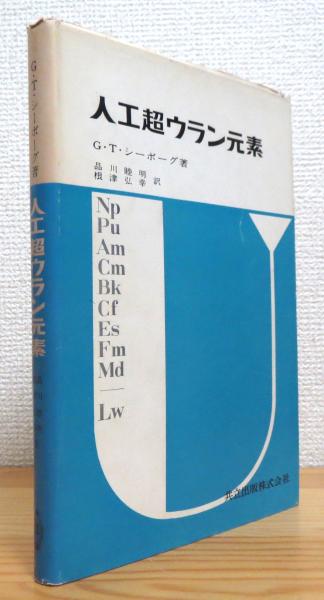 人工超ウラン元素
G・T・シーボーグ著
品川睦明
根津弘幸 訳
Np
Pu
Am
Cm
Bk
Cf
Es
Fm
Md
Lw
共立出版株式会社
G・T・シーボーグ著
人工超ウラン元素